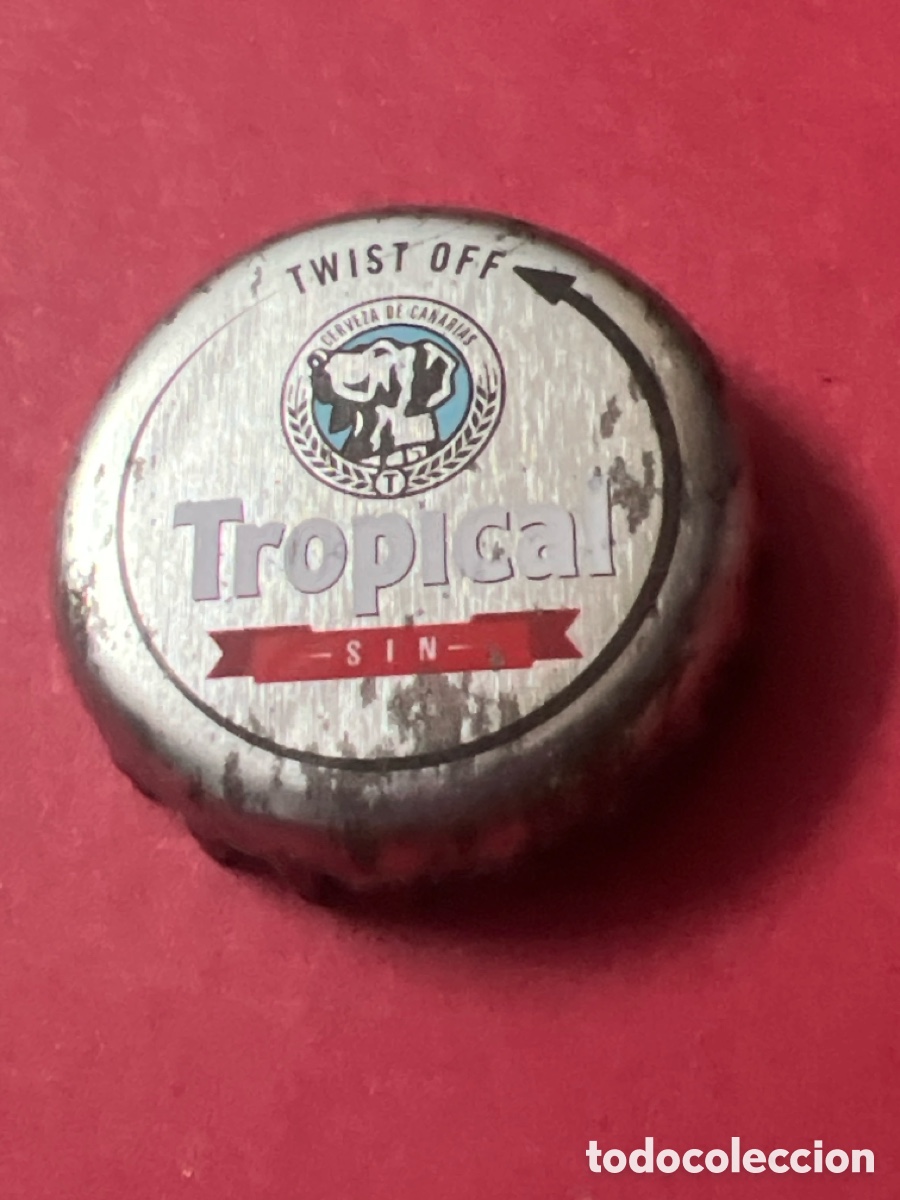 TWIST OFF
CERVEZA DE CANARIAS
T
Tropical
SIN
todocoleccion